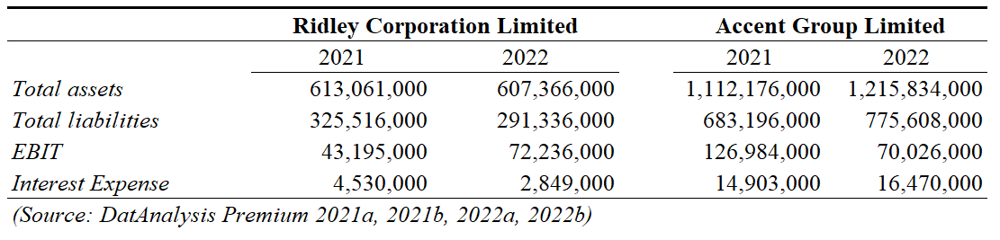 Ridley Corporation Limited Accent Group Limited
2021 2022 2021 2022
Total assets 613,061,000 607,366,000 1,112,176,000 1,215,834,000
Total liabilities 325,516,000 291,336,000 683,196,000 775,608,000
EBIT 43,195,000 72,236,000 126,984,000 70,026,000
Interest Expense 4,530,000 2,849,000 14,903,000 16,470,000
(Source: DatAnalysis Premium 2021a, 2021b, 2022a, 2022b)